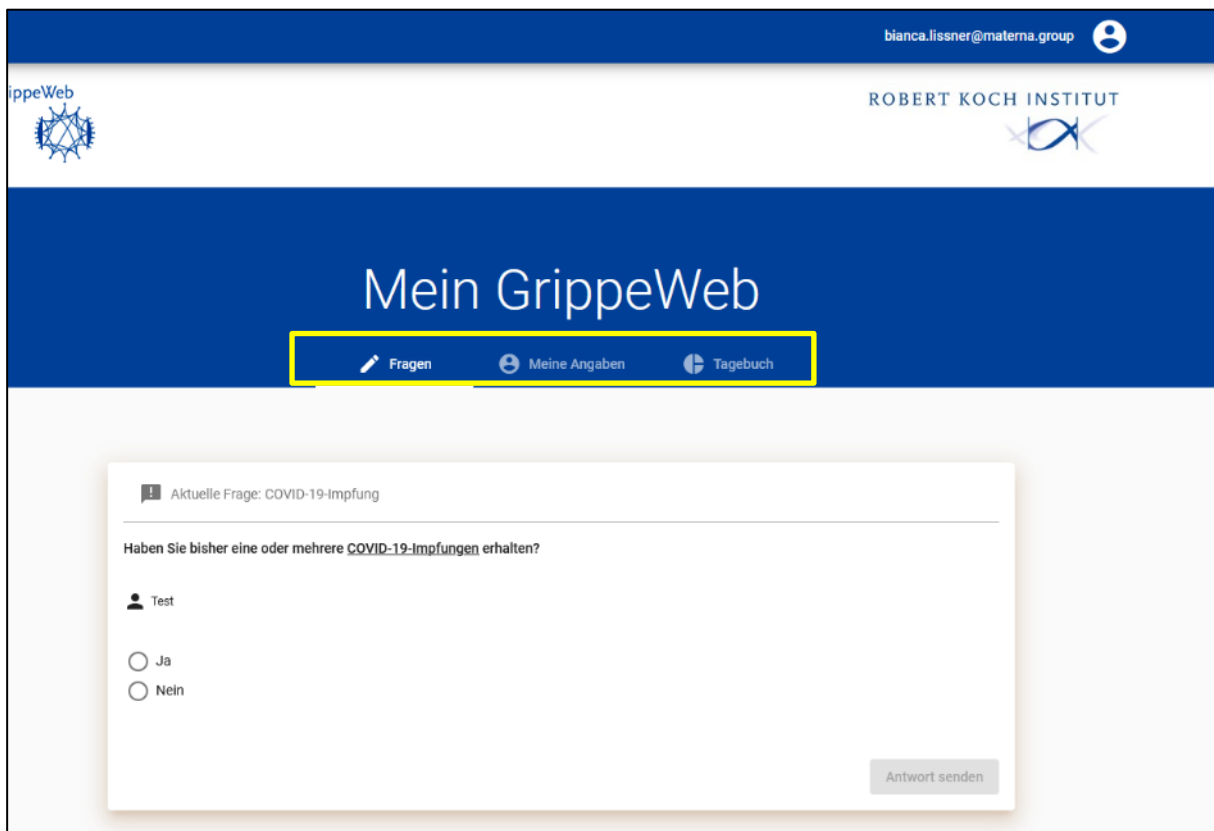 bianca.lissner@materna.group
ippeWeb
ROBERT KOCH INSTITUT
Mein GrippeWeb
Fragen
Meine Angaben
Tagebuch
Aktuelle Frage: COVID-19-Impfung
Haben Sie bisher eine oder mehrere COVID-19-Impfungen erhalten?
Test
Ja
Nein
Antwort senden